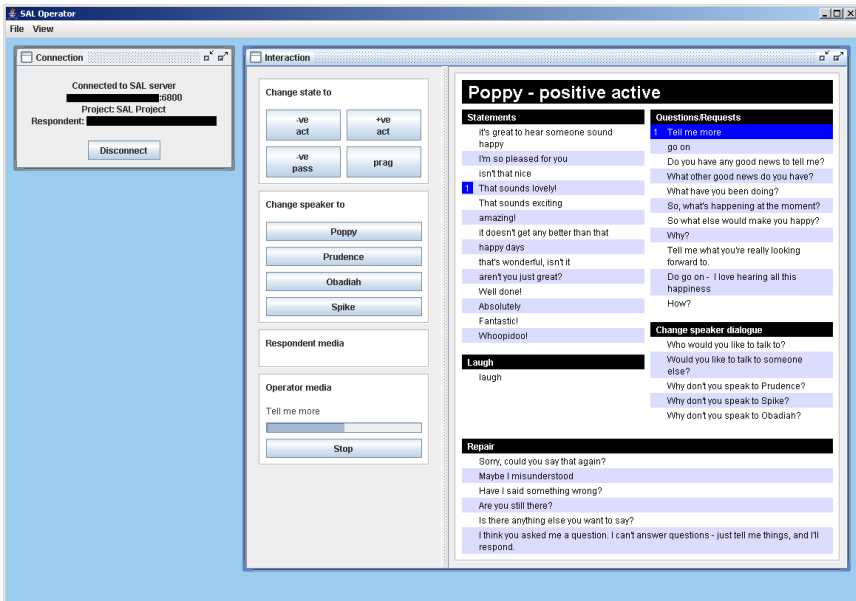 SAL Operator
File View
Connection
Connected to SAL server
:6800
Project: SAL Project
Respondent:
Disconnect
Interaction
Change state to
-ve
act
+ve
act
-ve
pass
prag
Change speaker to
Poppy
Prudence
Obadiah
Spike
Respondent media
Operator media
Tell me more
Stop
Poppy - positive active
Statements
it's great to hear someone sound
happy
I'm so pleased for you
isn't that nice
1 That sounds lovely!
That sounds exciting
amazing!
it doesn't get any better than that
happy days
that's wonderful, isn't it
aren't you just great?
Well done!
Absolutely
Fantastic!
Whoopidoo!
Laugh
laugh
Questions/Requests
1 Tell me more
go on
Do you have any good news to tell me?
What other good news do you have?
What have you been doing?
So, what's happening at the moment?
So what else would make you happy?
Why?
Tell me what you're really looking
forward to.
Do go on - I love hearing all this
happiness
How?
Change speaker dialogue
Who would you like to talk to?
Would you like to talk to someone
else?
Why don't you speak to Prudence?
Why don't you speak to Spike?
Why don't you speak to Obadiah?
Repair
Sorry, could you say that again?
Maybe I misunderstood
Have I said something wrong?
Are you still there?
Is there anything else you want to say?
I think you asked me a question. I can't answer questions - just tell me things, and I'll
respond.